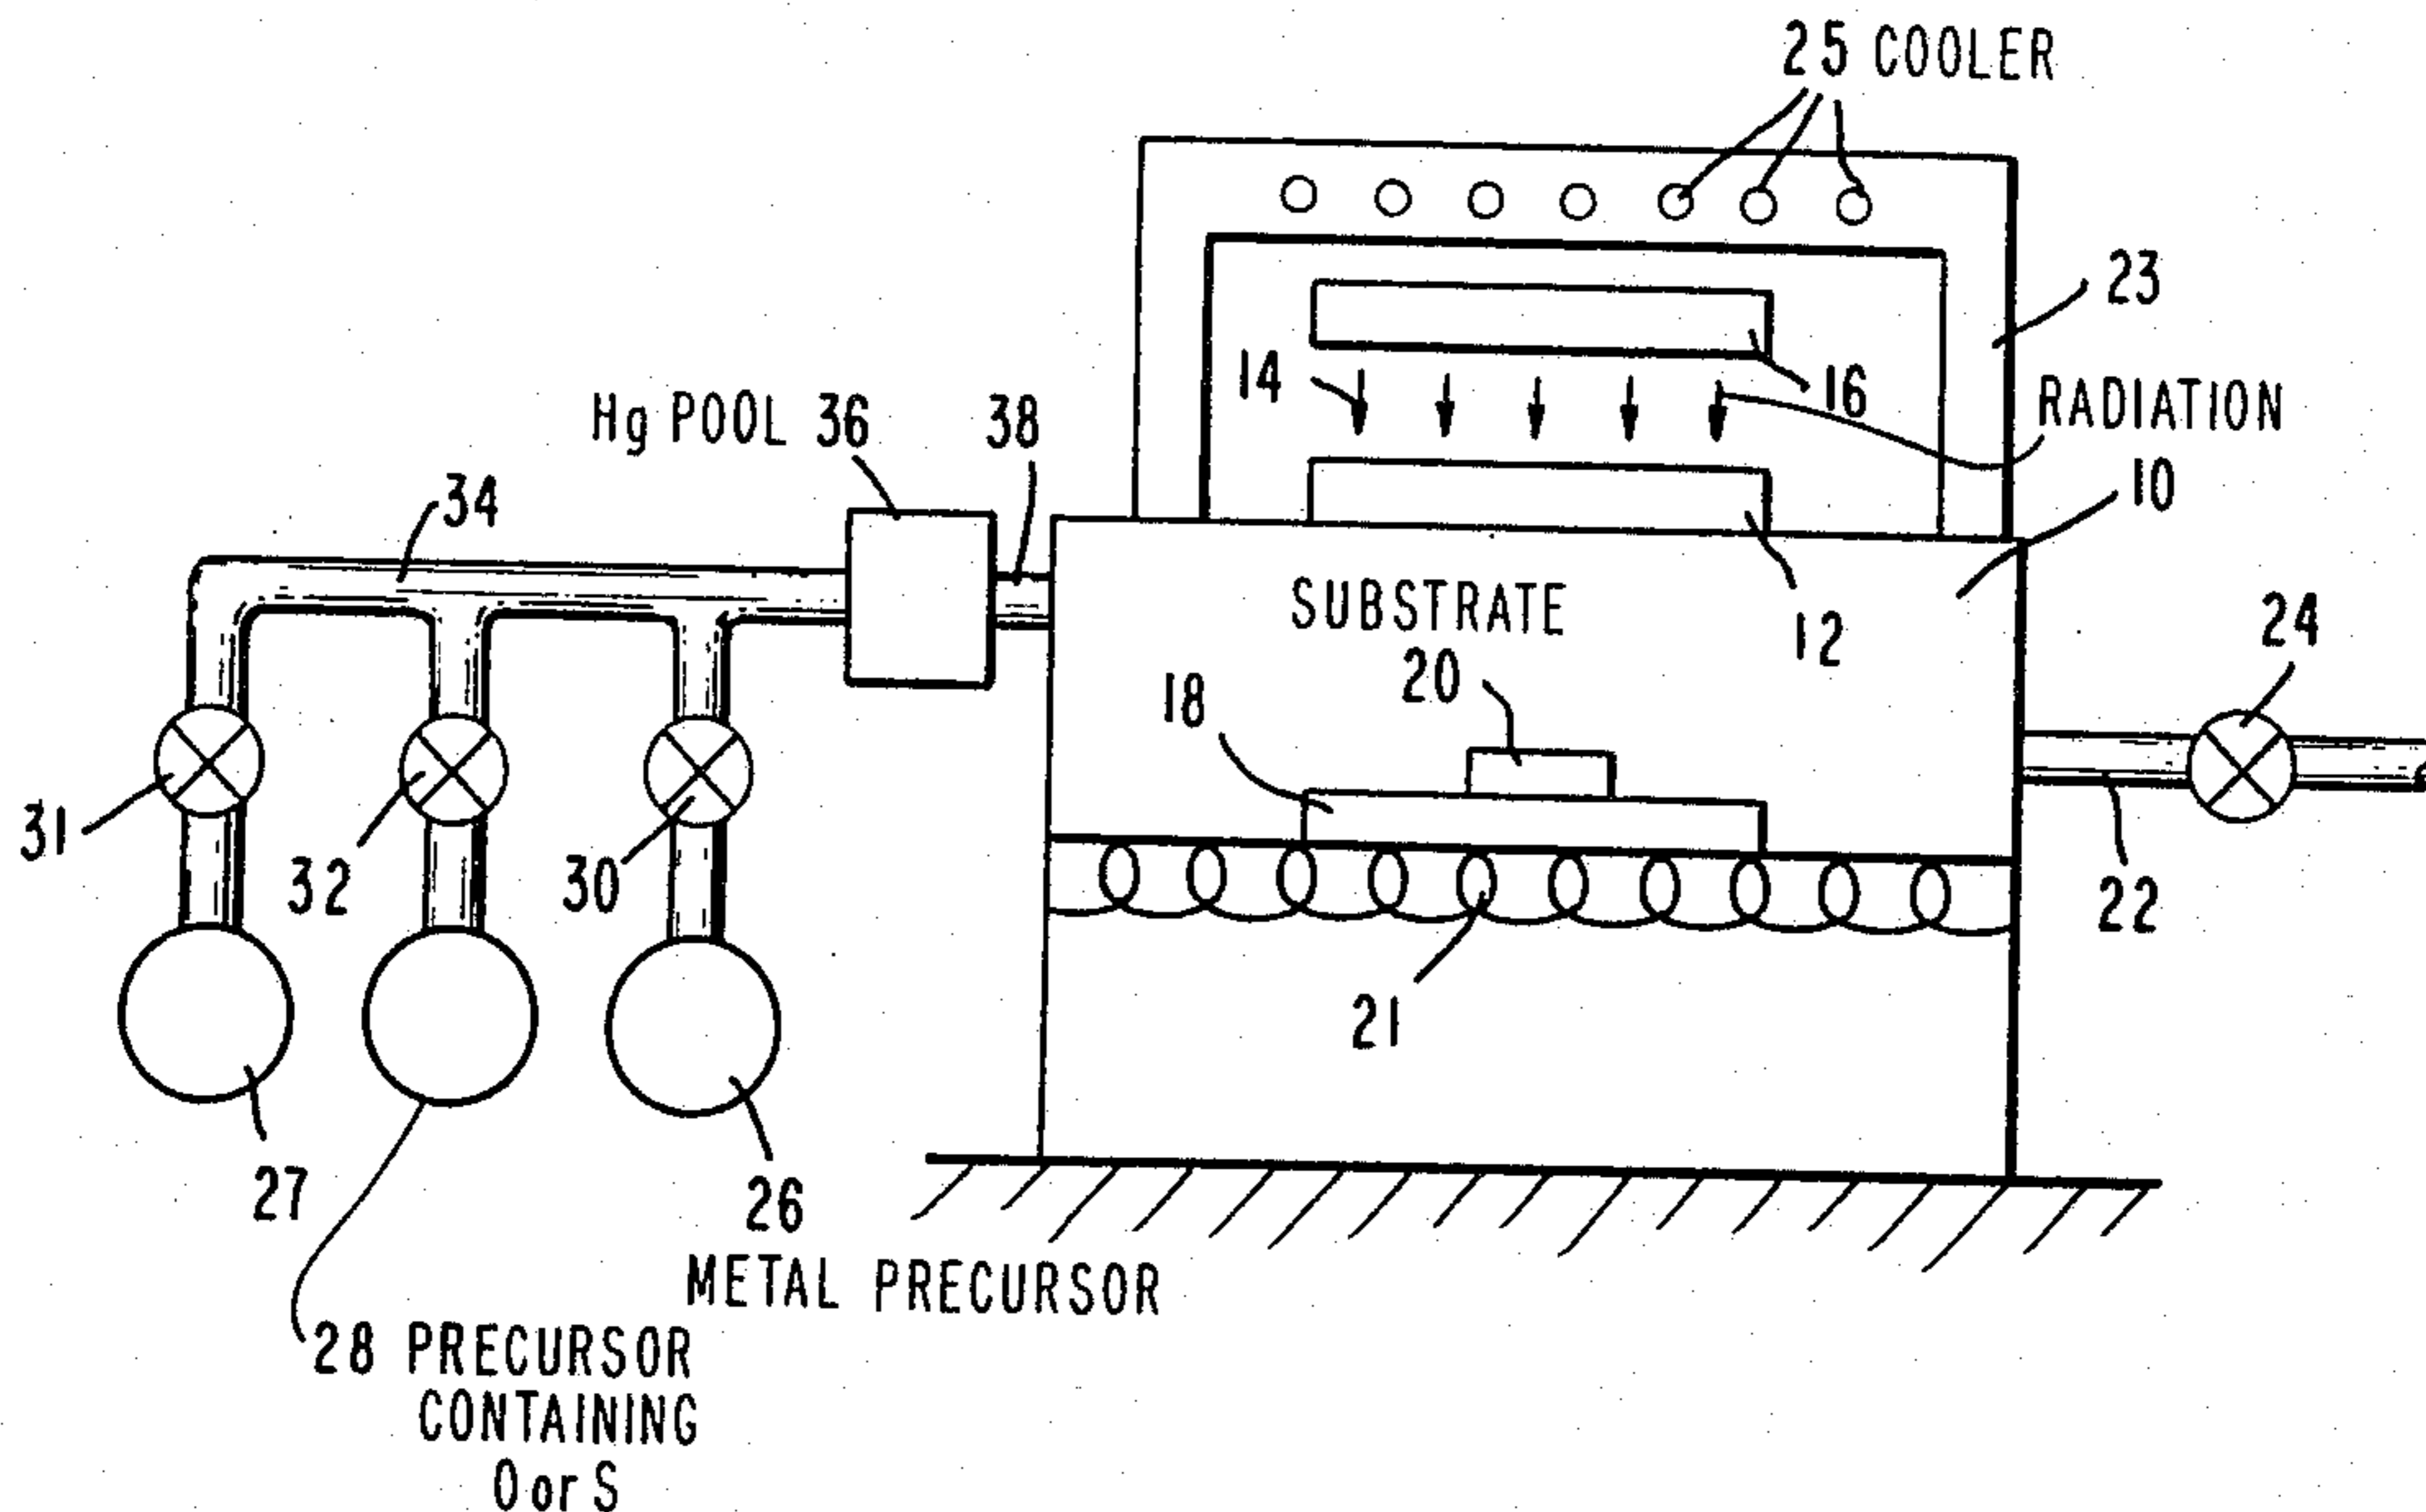 25 COOLER
23
14
16
RADIATION
Hg POOL 36
38
10
34
SUBSTRATE
20
12
24
18
31
32
30
22
21
27
26
METAL PRECURSOR
28 PRECURSOR
CONTAINING
O or S